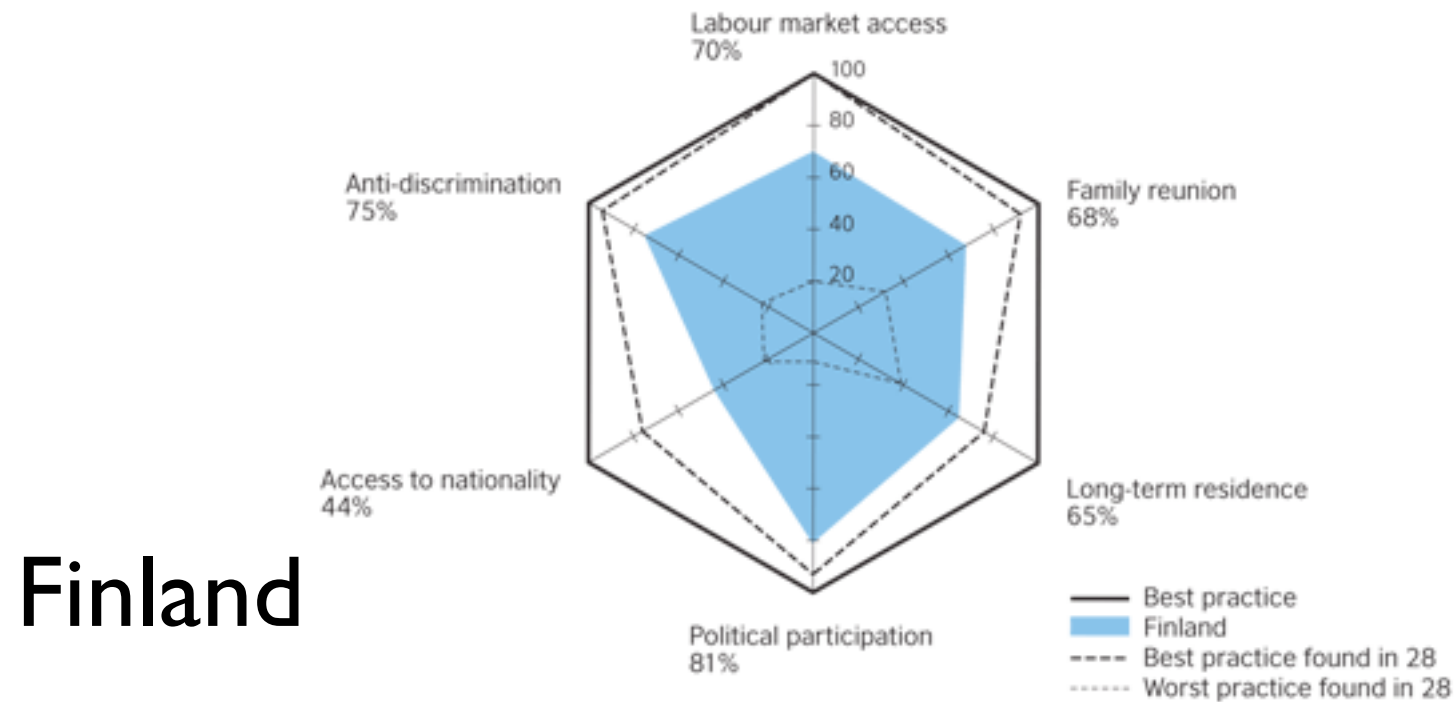 Labour market access
70%
100
80
60
40
20
Anti-discrimination
75%
Family reunion
68%
Access to nationality
44%
Long-term residence
65%
Finland
Political participation
81%
Best practice
Finland
Best practice found in 28
Worst practice found in 28